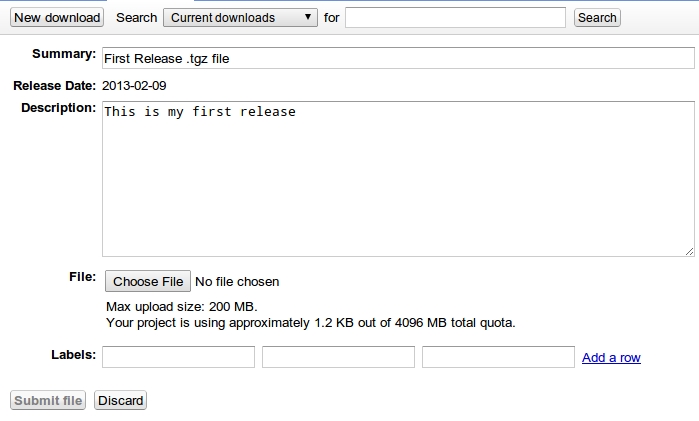 New download Search Current downloads for Search
Summary: First Release .tgz file
Release Date: 2013-02-09
Description: This is my first release
File: Choose File No file chosen
Max upload size: 200 MB.
Your project is using approximately 1.2 KB out of 4096 MB total quota.
Labels: Add a row
Submit file Discard